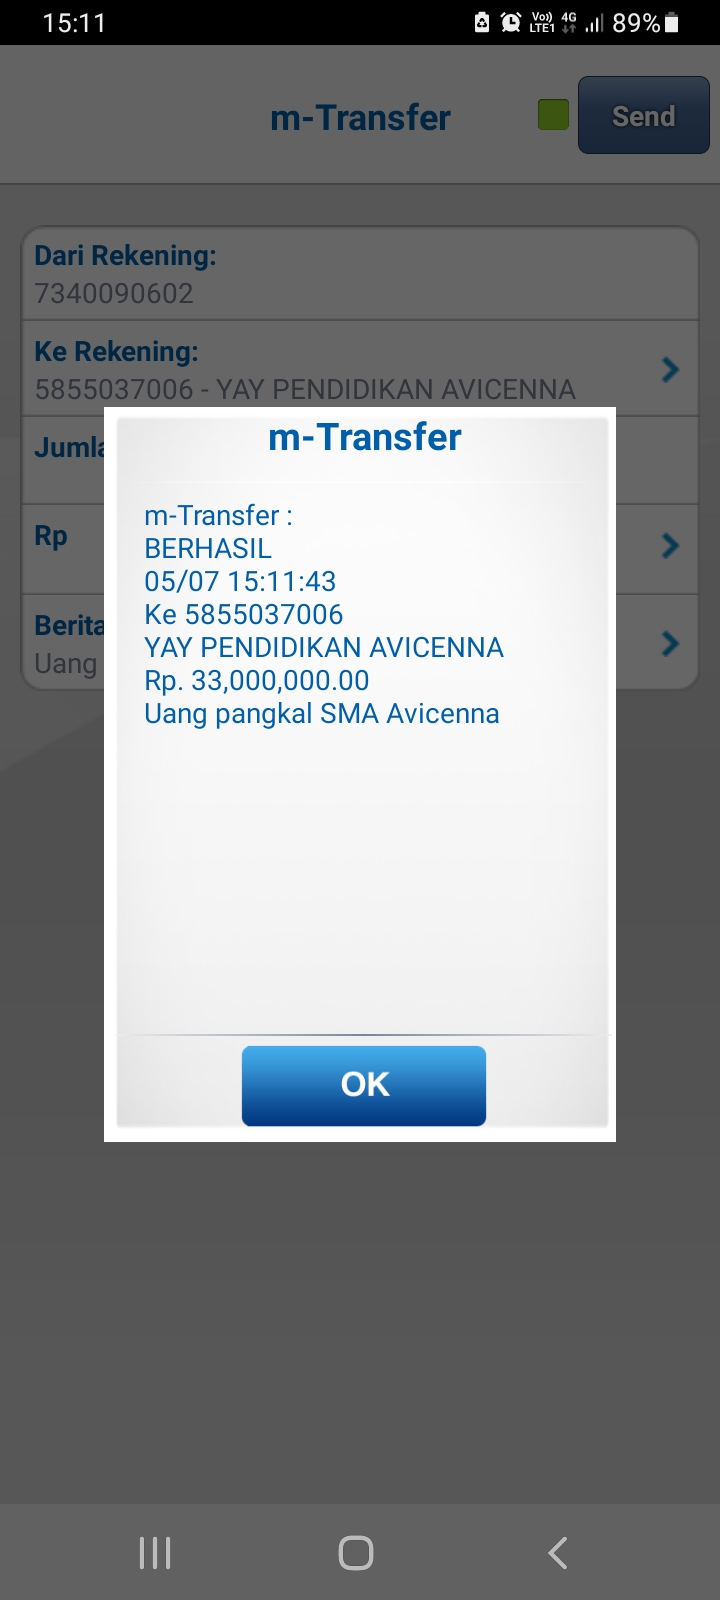 15:11
Vo))
LTE1
4G
89%
m-Transfer
Send
Dari Rekening:
7340090602
Ke Rekening:
5855037006 - YAY PENDIDIKAN AVICENNA
Rp
Uang
m-Transfer
m-Transfer :
BERHASIL
05/07 15:11:43
Ke 5855037006
YAY PENDIDIKAN AVICENNA
Rp. 33,000,000.00
Uang pangkal SMA Avicenna
OK